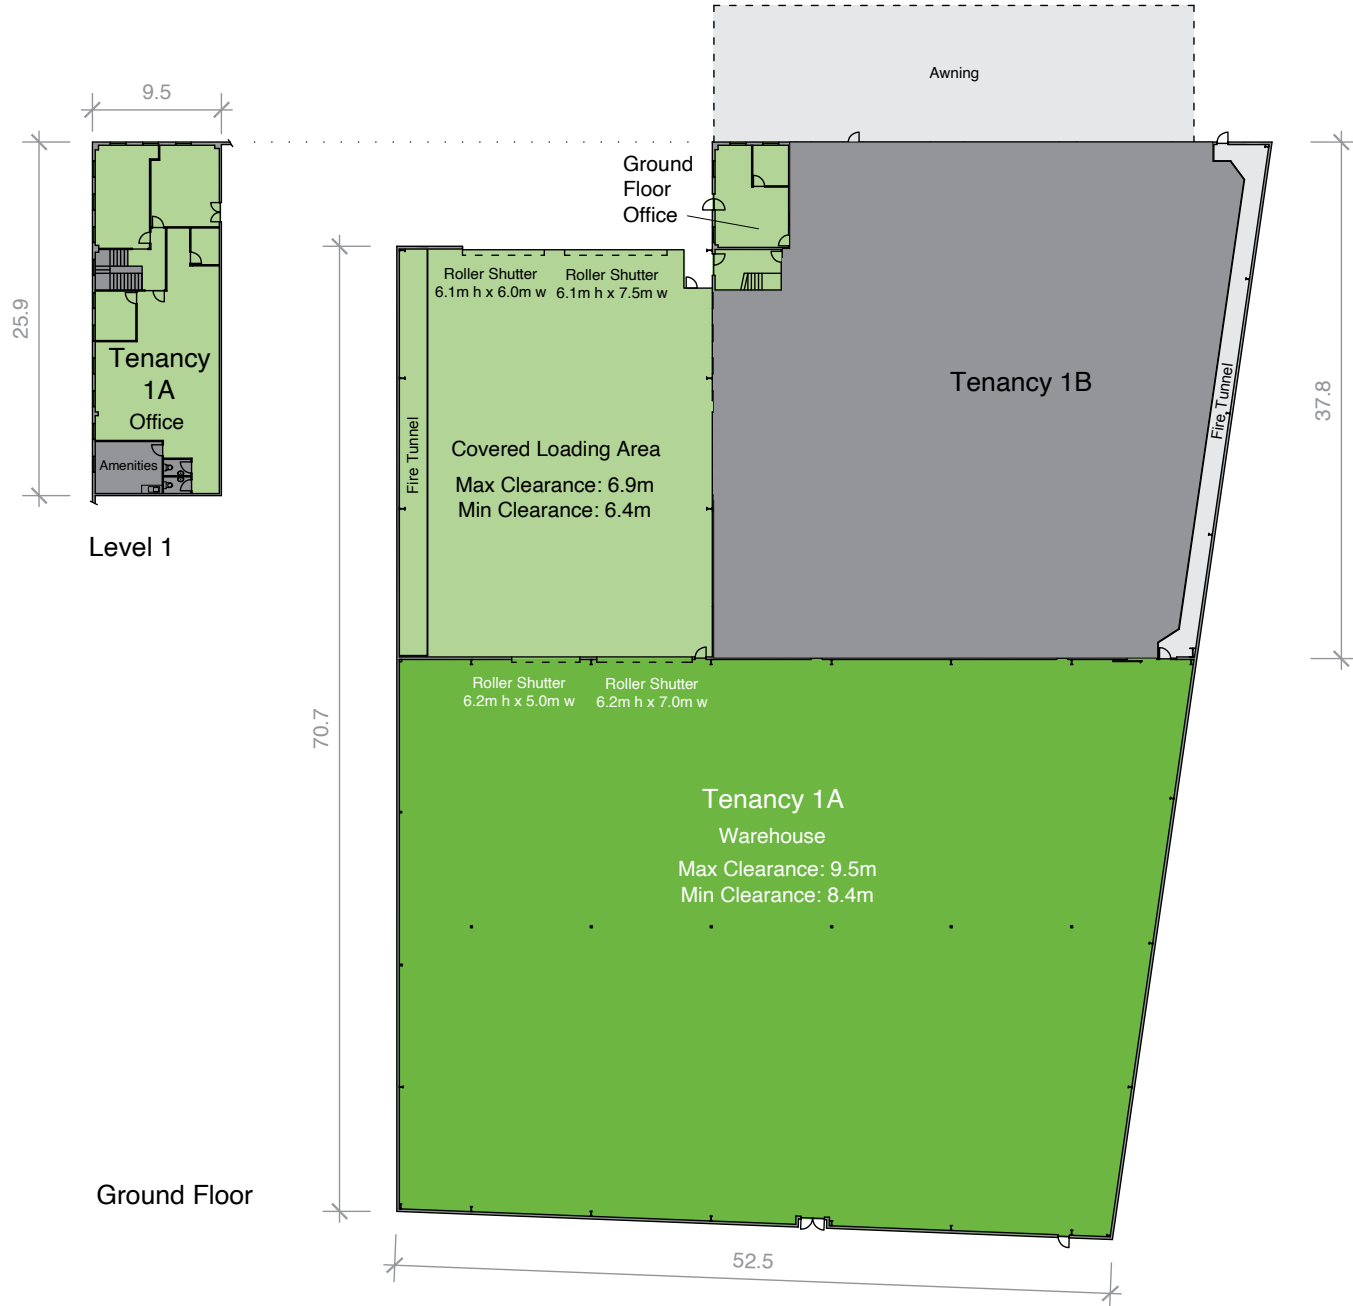 Awning
9.5
Ground
Floor
Office
Roller Shutter
6.1m h x 6.0m w
Roller Shutter
6.1m h x 7.5m w
25.9
Tenancy
1A
Office
Amenities
Level 1
Fire Tunnel
Covered Loading Area
Max Clearance: 6.9m
Min Clearance: 6.4m
Tenancy 1B
Fire Tunnel
37.8
Roller Shutter
6.2m h x 5.0m w
Roller Shutter
6.2m h x 7.0m w
70.7
Tenancy 1A
Warehouse
Max Clearance: 9.5m
Min Clearance: 8.4m
Ground Floor
52.5